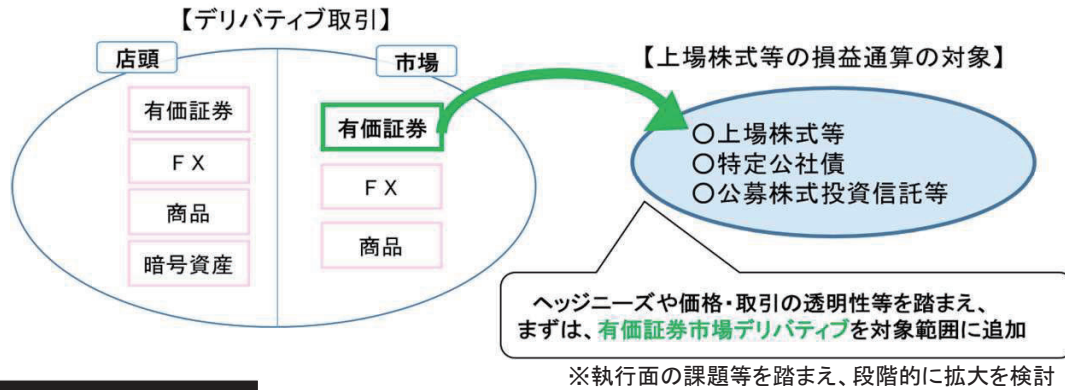 【デリバティブ取引】
店頭
市場
有価証券
FX
商品
暗号資産
有価証券
FX
商品
【上場株式等の損益通算の対象】
〇上場株式等
〇特定公社債
〇公募株式投資信託等
ヘッジニーズや価格・取引の透明性等を踏まえ、
まずは、有価証券市場デリバティブを対象範囲に追加
※執行面の課題等を踏まえ、段階的に拡大を検討